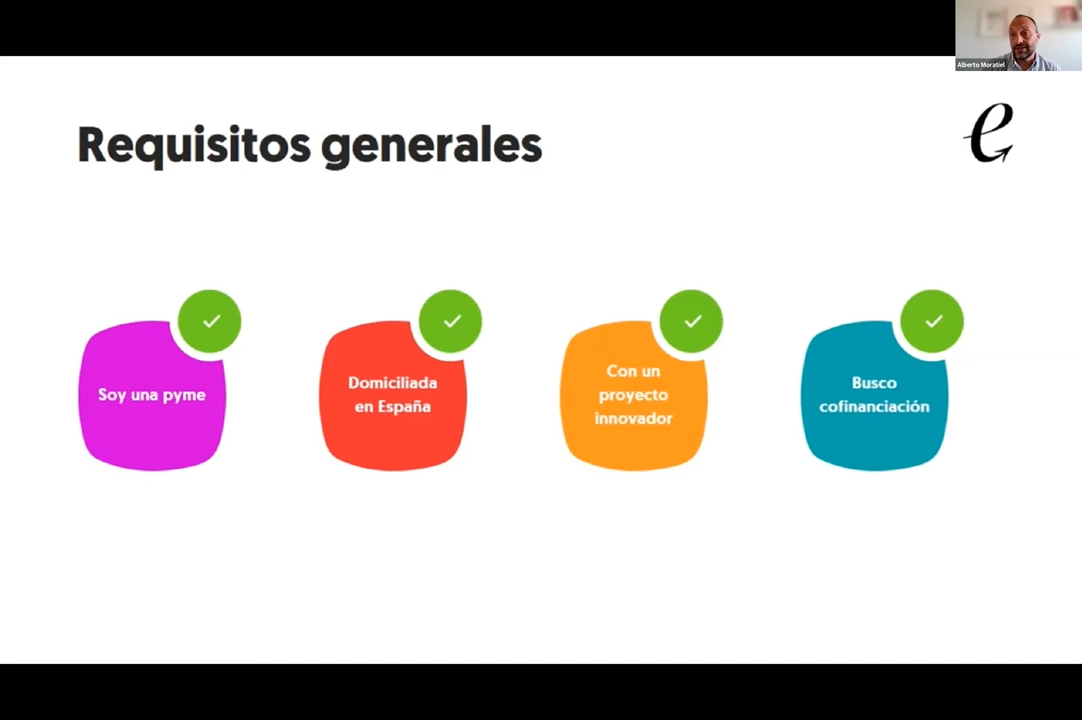 Alberto Moratiel
Requisitos generales
e
Soy una pyme
Domiciliada
en España
Con un
proyecto
innovador
Busco
cofinanciación